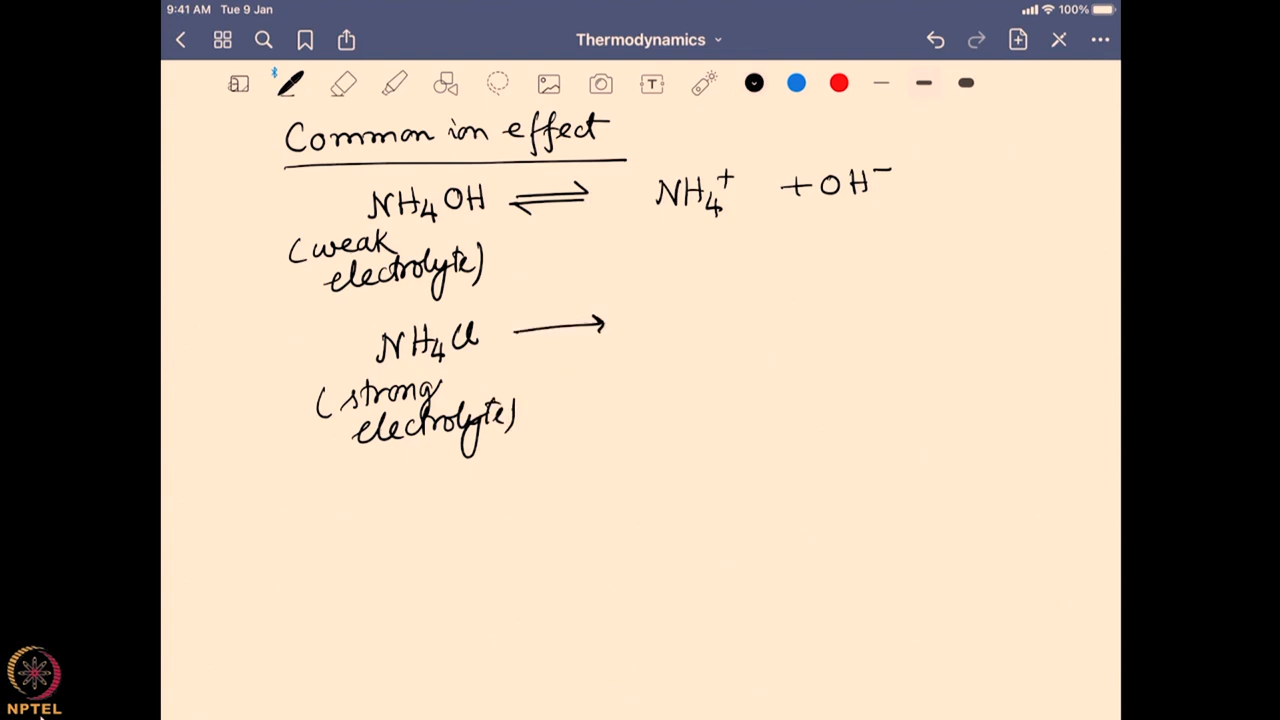 9:41 AM Tue 9 Jan 100%
Thermodynamics
T
Common ion effect
NH₄OH ⇌ NH₄⁺ + OH⁻
(weak
electrolyte)
NH₄Cl ⟶
(strong
electrolyte)
NPTEL